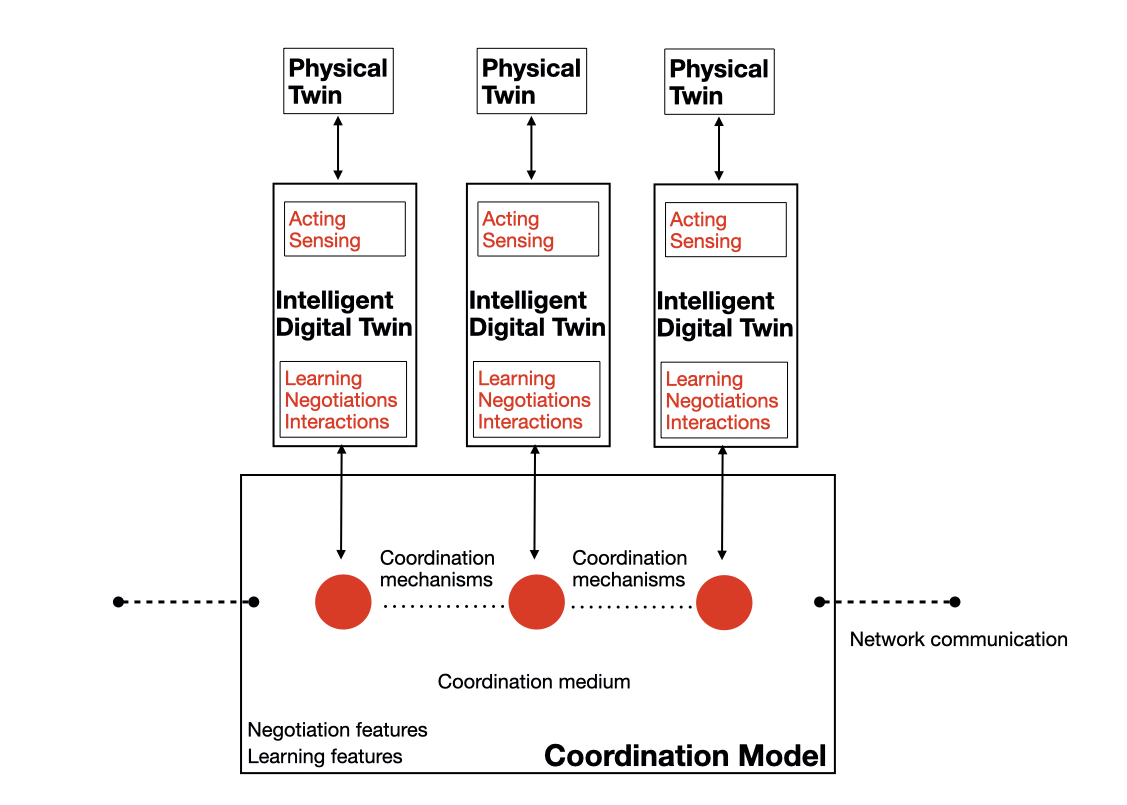 Physical
Twin
Physical
Twin
Physical
Twin
Acting
Sensing
Acting
Sensing
Acting
Sensing
Intelligent
Digital Twin
Intelligent
Digital Twin
Intelligent
Digital Twin
Learning
Negotiations
Interactions
Learning
Negotiations
Interactions
Learning
Negotiations
Interactions
Coordination
mechanisms
Coordination
mechanisms
Network communication
Coordination medium
Negotiation features
Learning features
Coordination Model